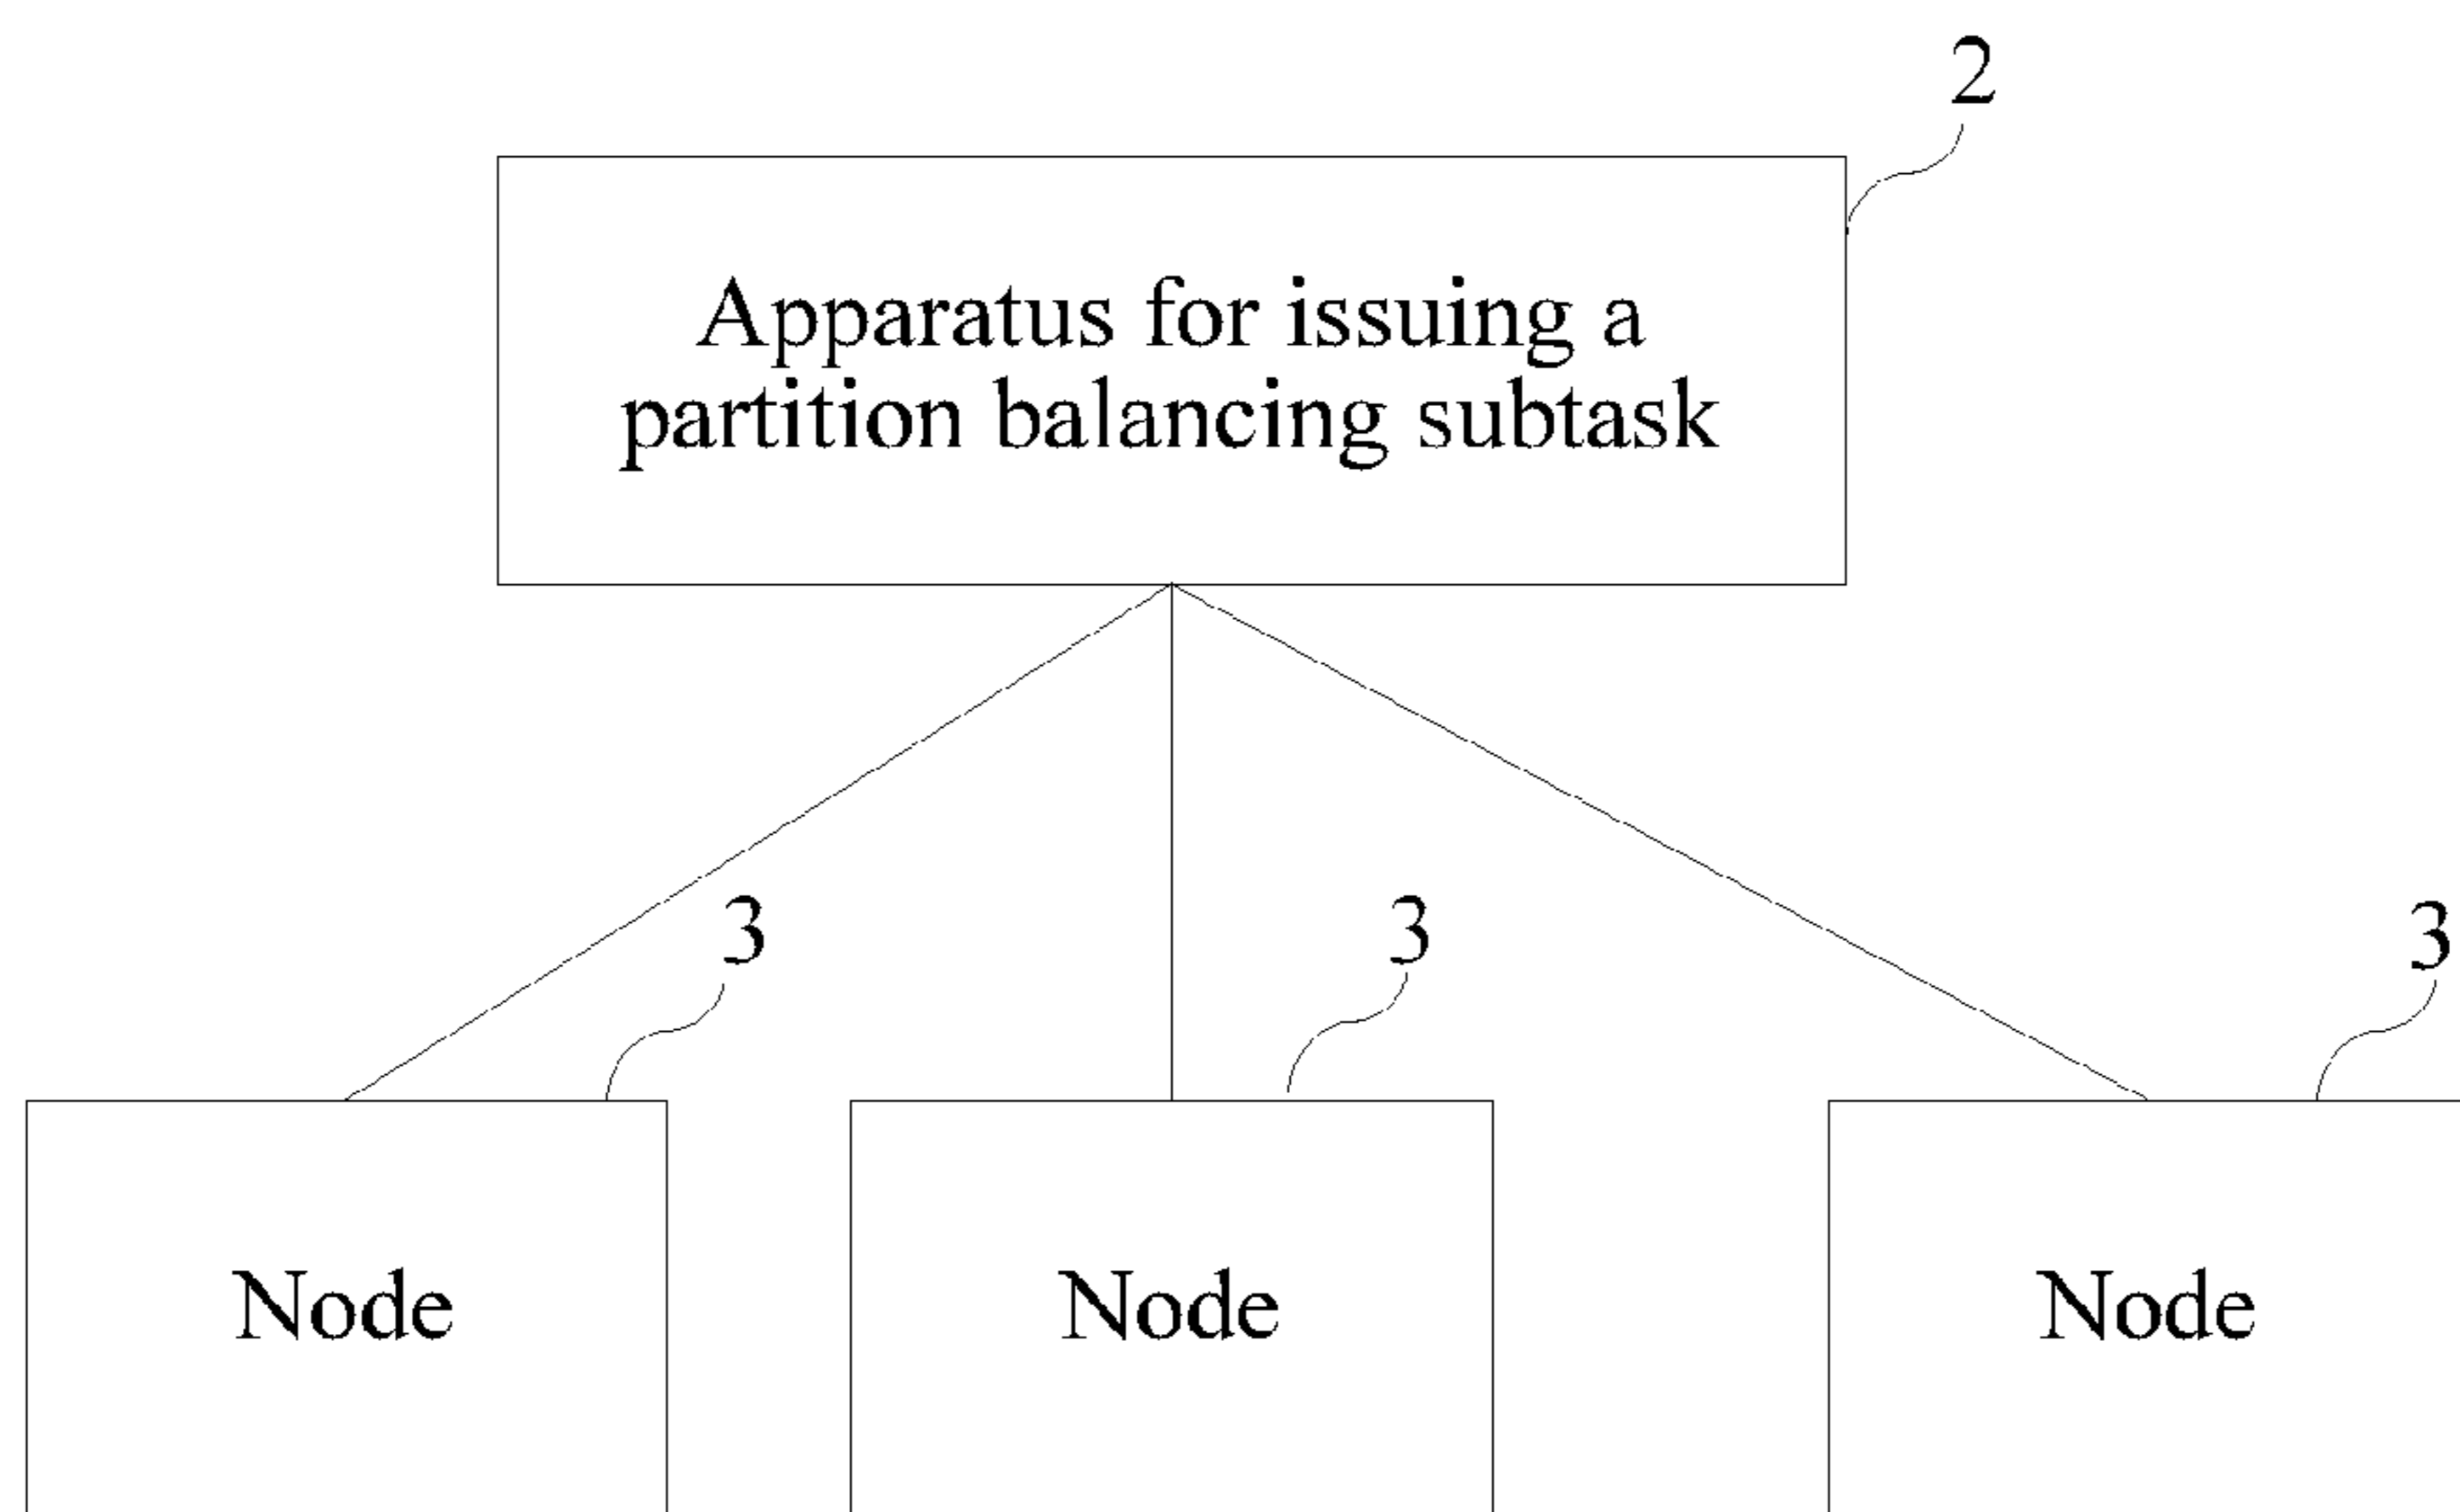 2
Apparatus for issuing a
partition balancing subtask
3
3
3
Node
Node
Node